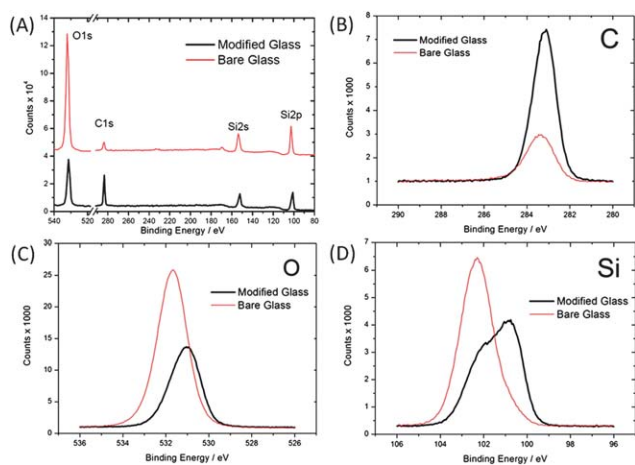 (A)
Counts x 10⁴
14
12
10
8
6
4
2
0
O1s
C1s
Si2s
Si2p
Modified Glass
Bare Glass
540 520 300 280 260 240 220 200 180 160 140 120 100 80
Binding Energy / eV
(B)
C
Counts x 1000
8
7
6
5
4
3
2
1
0
Modified Glass
Bare Glass
290 288 286 284 282 280
Binding Energy / eV
(C)
O
Counts x 1000
30
25
20
15
10
5
0
Modified Glass
Bare Glass
536 534 532 530 528 526
Binding Energy / eV
(D)
Si
Counts x 1000
7
6
5
4
3
2
1
0
Modified Glass
Bare Glass
106 104 102 100 98 96
Binding Energy / eV